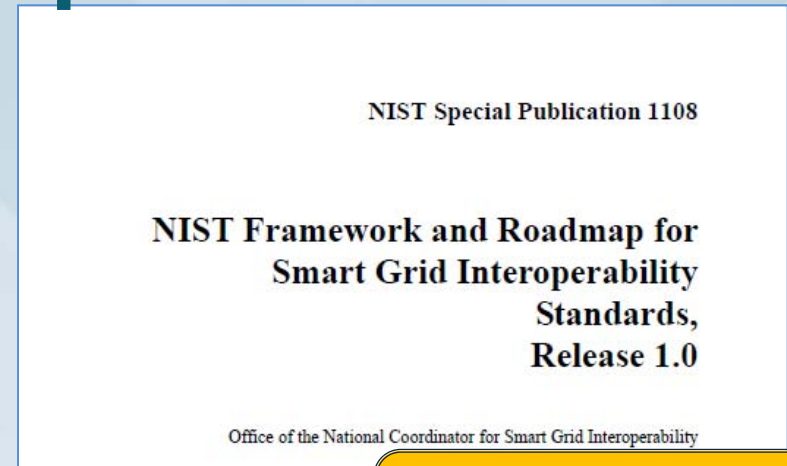 NIST Special Publication 1108
NIST Framework and Roadmap for
Smart Grid Interoperability
Standards,
Release 1.0
Office of the National Coordinator for Smart Grid Interoperability